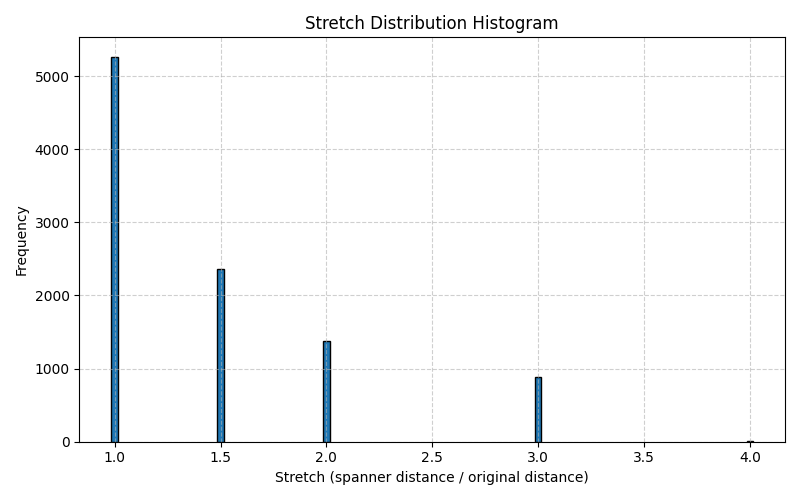 Stretch Distribution Histogram
Frequency
5000
4000
3000
2000
1000
0
1.0 1.5 2.0 2.5 3.0 3.5 4.0
Stretch (spanner distance / original distance)